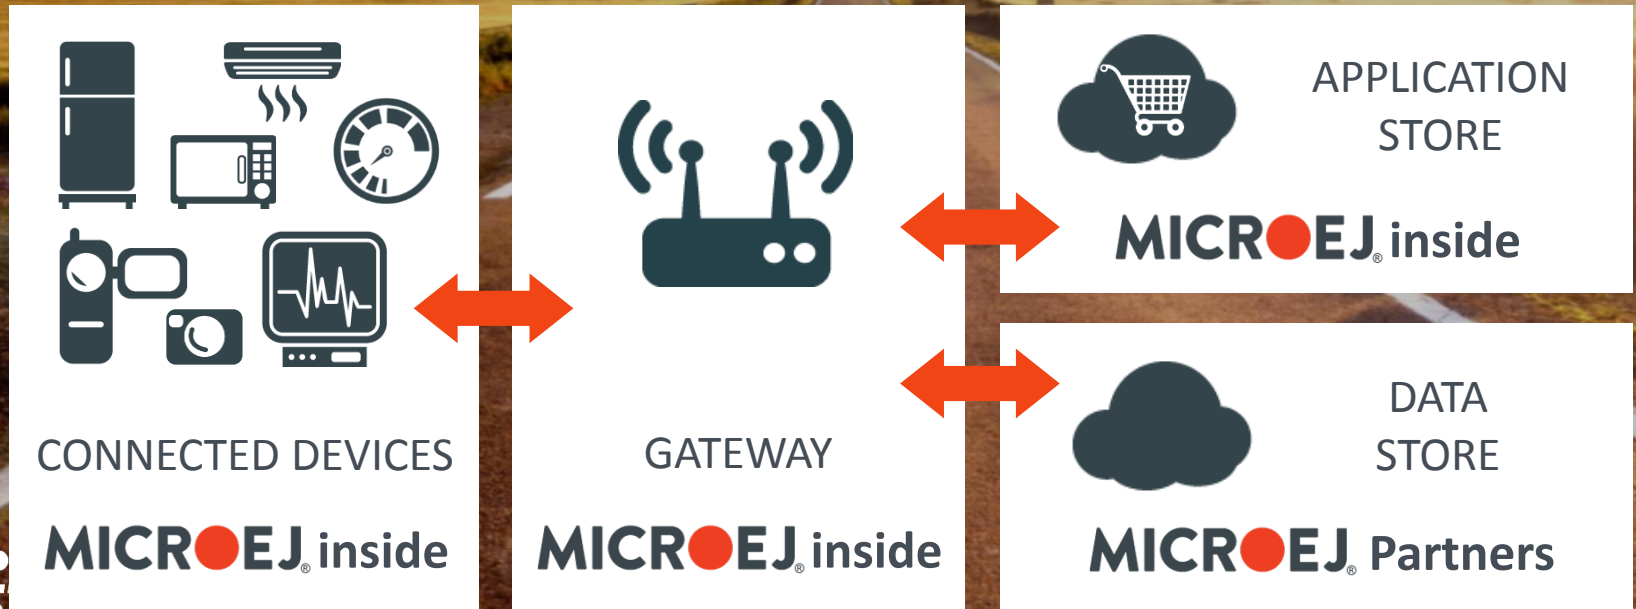 CONNECTED DEVICES
MICROEJ® inside
GATEWAY
MICROEJ® inside
APPLICATION
STORE
MICROEJ® inside
DATA
STORE
MICROEJ® Partners